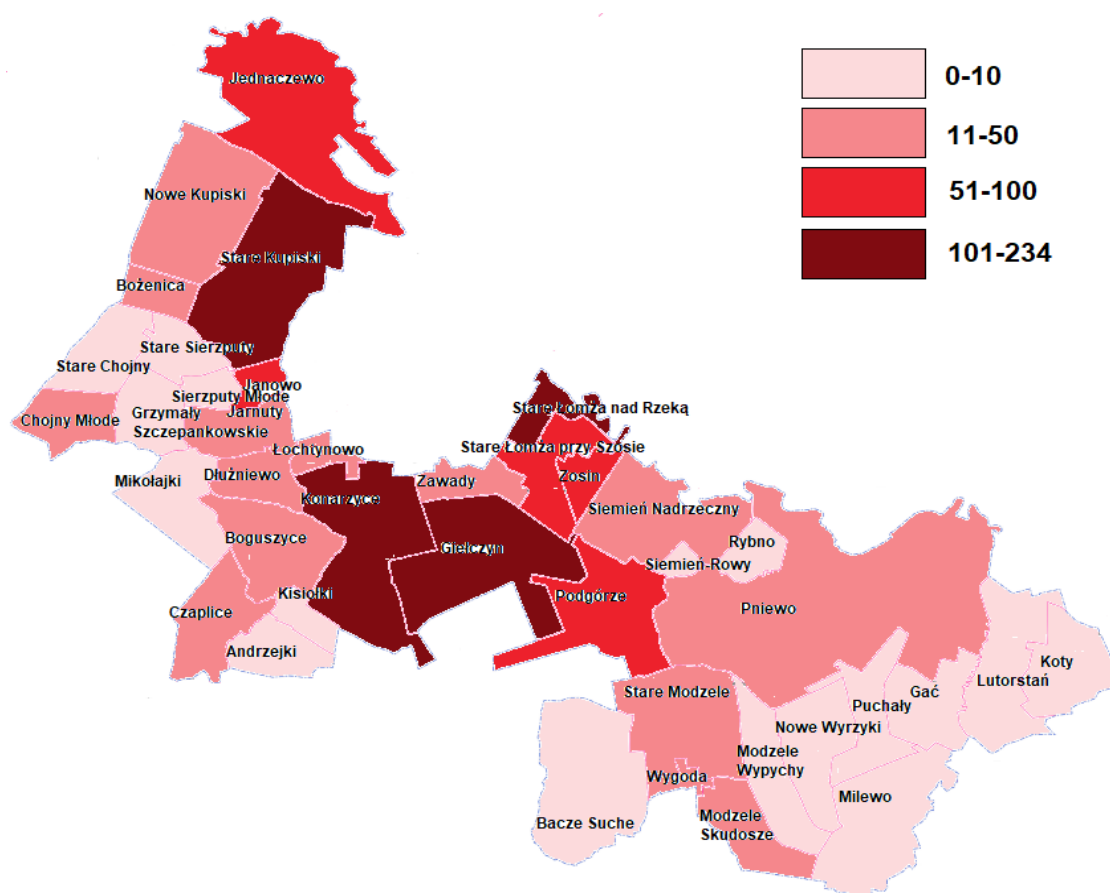 Jednaczewo
0-10
11-50
51-100
101-234
Nowe Kupiski
Stare Kupiski
Bożenica
Stare Sierzputy
Stare Chojny
Janowo
Sierzputy Młode
Chojny Młode
Grzymały
Szczepankowskie
Jarnuty
Stare Łomża nad Rzeką
Łochtynowo
Stare Łomża przy Szosie
Mikołajki
Dłużniewo
Konarzyce
Zawady
Zosin
Siemień Nadrzeczny
Boguszyce
Giełczyn
Rybno
Siemień-Rowy
Kisiołki
Czaplice
Podgórze
Pniewo
Andrzejki
Koty
Lutorstań
Stare Modzele
Gać
Puchały
Nowe Wyrzyki
Modzele
Wypychy
Wygoda
Milewo
Bacze Suche
Modzele
Skudosze